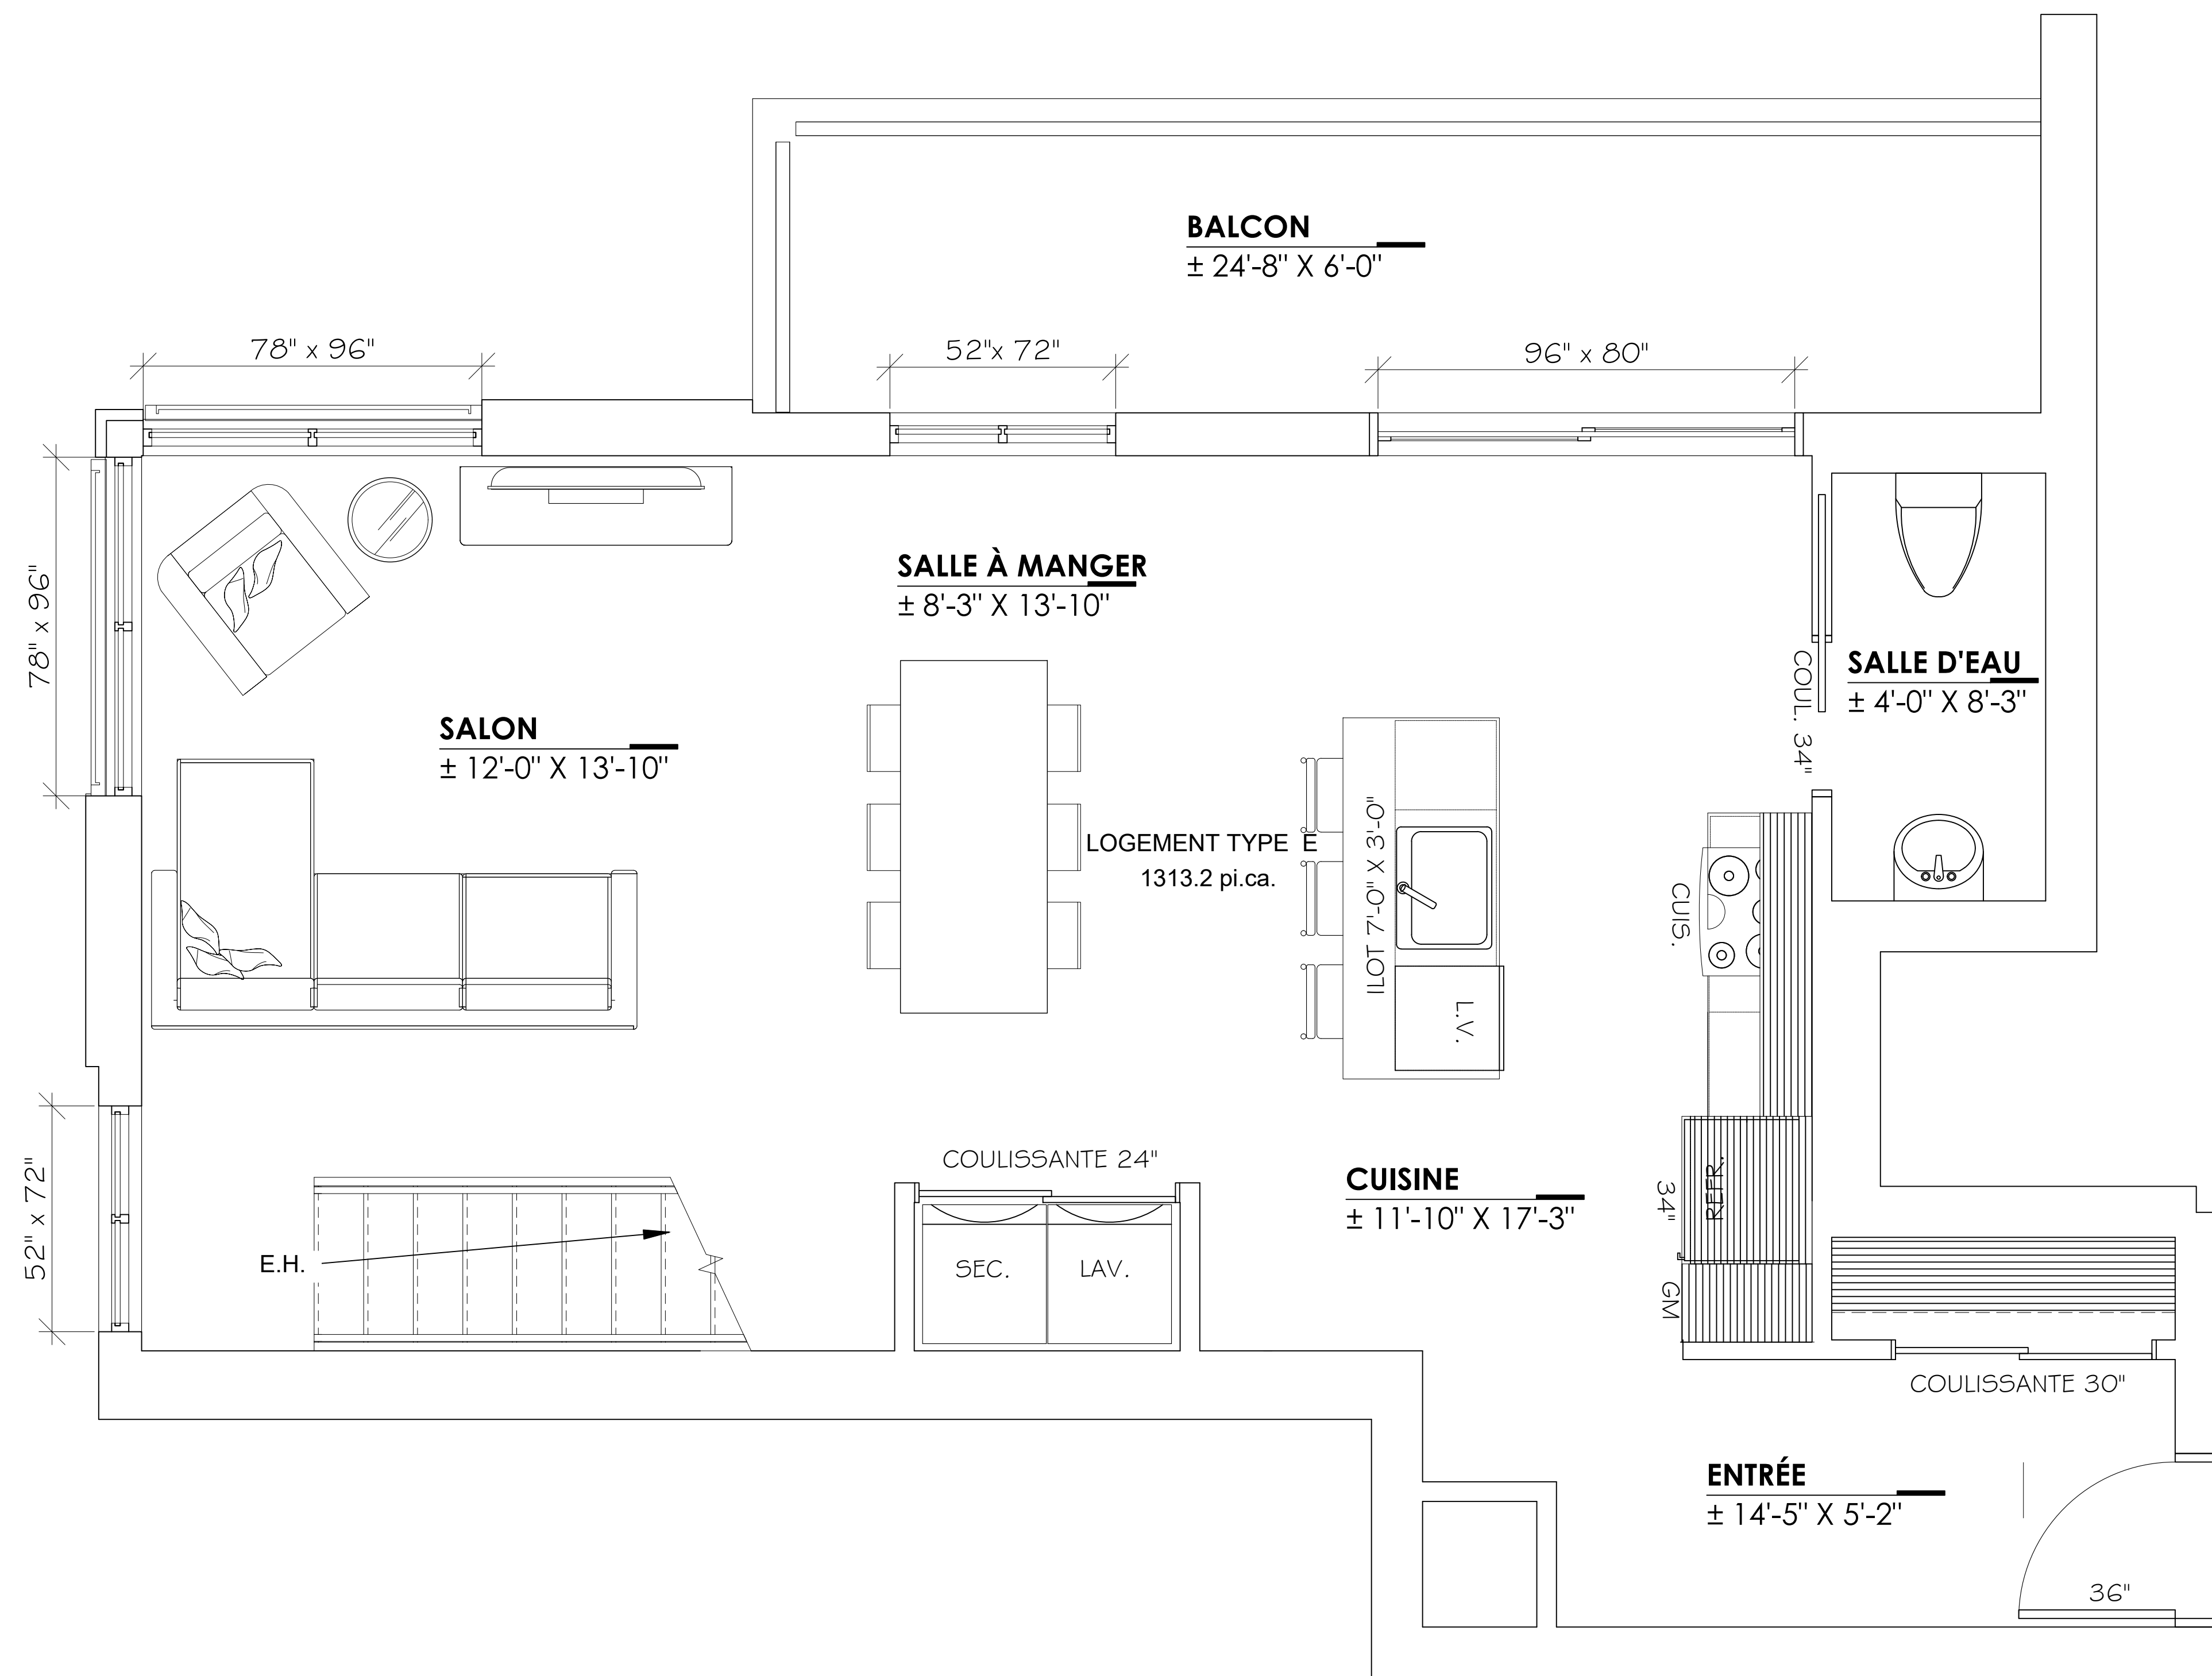 BALCON
± 24'-8" X 6'-0"
78" x 96"
52"x 72"
96" x 80"
78" x 96"
SALLE À MANGER
± 8'-3" X 13'-10"
SALLE D'EAU
± 4'-0" X 8'-3"
COUL. 34"
SALON
± 12'-0" X 13'-10"
LOGEMENT TYPE E
1313.2 pi.ca.
ILOT 7'-0" X 3'-0"
L.V.
CUIS.
52" x 72"
COULISSANTE 24"
CUISINE
± 11'-10" X 17'-3"
REFR.
34"
E.H.
SEC.
LAV.
GM
COULISSANTE 30"
ENTRÉE
± 14'-5" X 5'-2"
36"